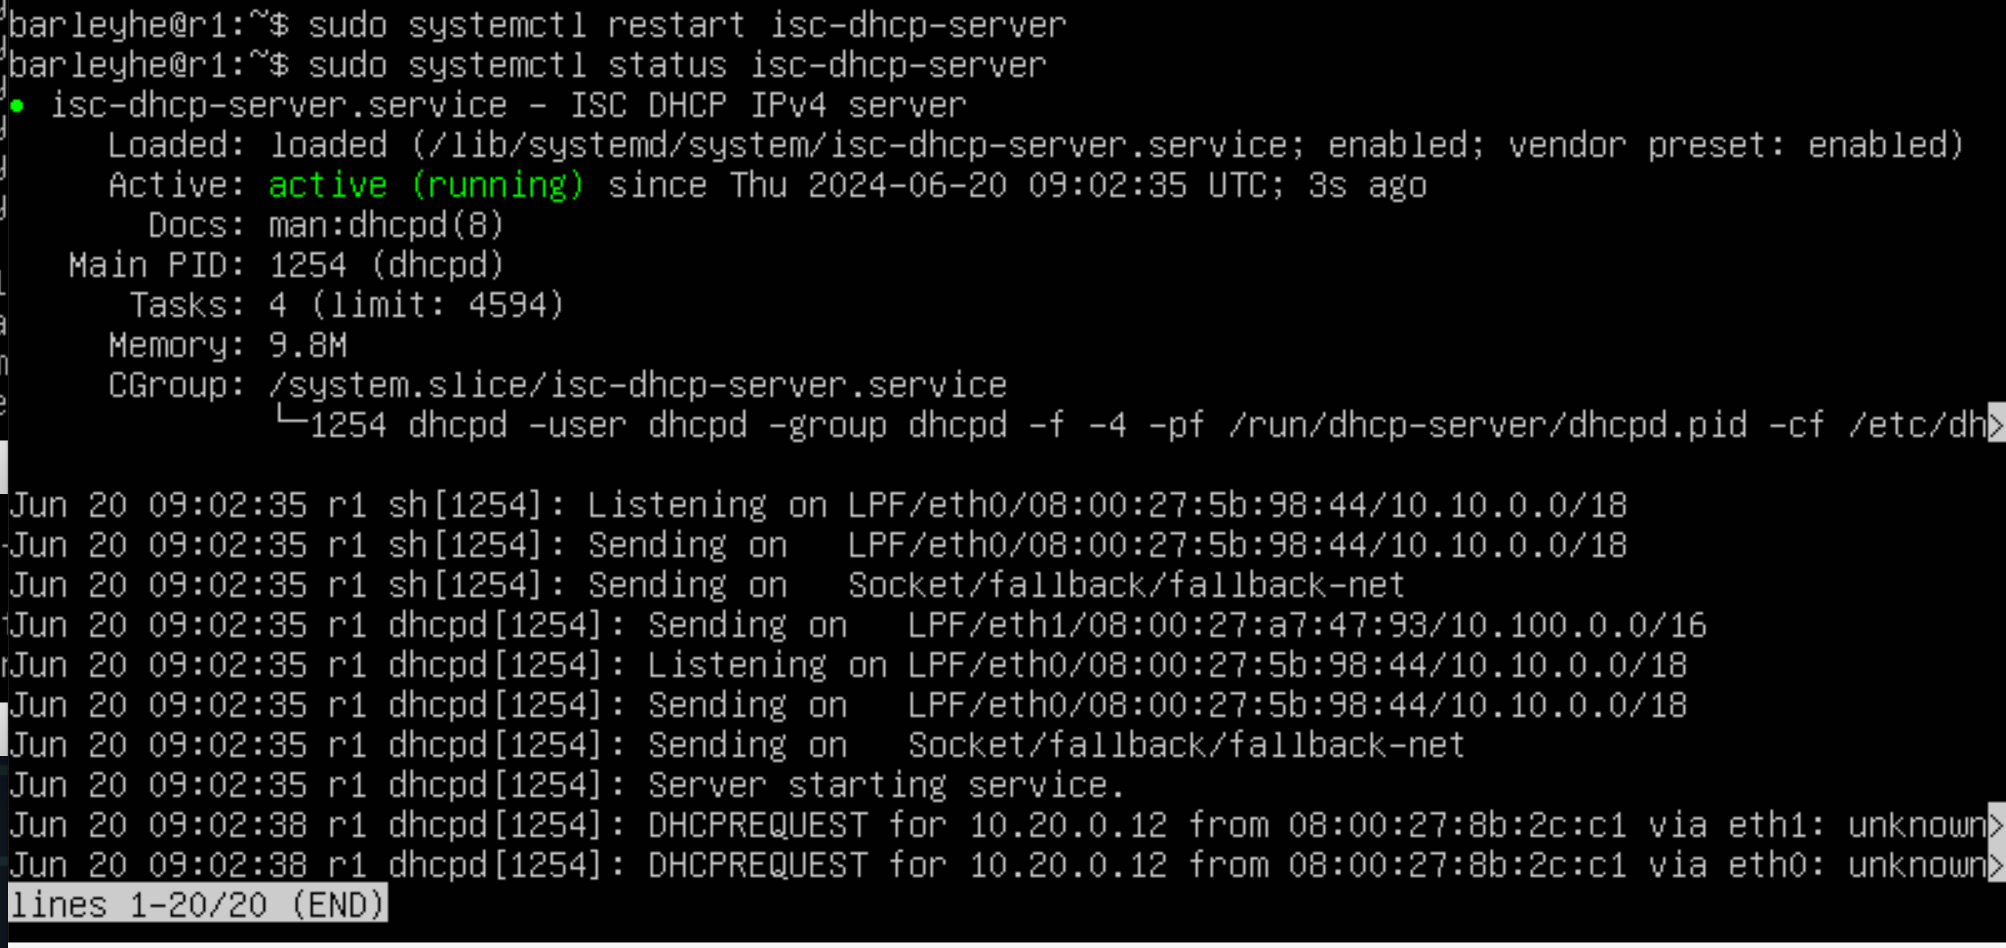 barleyhe@r1:~$ sudo systemctl restart isc-dhcp-server
barleyhe@r1:~$ sudo systemctl status isc-dhcp-server
● isc-dhcp-server.service - ISC DHCP IPv4 server
Loaded: loaded (/lib/systemd/system/isc-dhcp-server.service; enabled; vendor preset: enabled)
Active: active (running) since Thu 2024-06-20 09:02:35 UTC; 3s ago
Docs: man:dhcpd(8)
Main PID: 1254 (dhcpd)
Tasks: 4 (limit: 4594)
Memory: 9.8M
CGroup: /system.slice/isc-dhcp-server.service
└─1254 dhcpd -user dhcpd -group dhcpd -f -4 -pf /run/dhcp-server/dhcpd.pid -cf /etc/dh>
Jun 20 09:02:35 r1 sh[1254]: Listening on LPF/eth0/08:00:27:5b:98:44/10.10.0.0/18
Jun 20 09:02:35 r1 sh[1254]: Sending on   LPF/eth0/08:00:27:5b:98:44/10.10.0.0/18
Jun 20 09:02:35 r1 sh[1254]: Sending on   Socket/fallback/fallback-net
Jun 20 09:02:35 r1 dhcpd[1254]: Sending on   LPF/eth1/08:00:27:a7:47:93/10.100.0.0/16
Jun 20 09:02:35 r1 dhcpd[1254]: Listening on LPF/eth0/08:00:27:5b:98:44/10.10.0.0/18
Jun 20 09:02:35 r1 dhcpd[1254]: Sending on   LPF/eth0/08:00:27:5b:98:44/10.10.0.0/18
Jun 20 09:02:35 r1 dhcpd[1254]: Sending on   Socket/fallback/fallback-net
Jun 20 09:02:35 r1 dhcpd[1254]: Server starting service.
Jun 20 09:02:38 r1 dhcpd[1254]: DHCPREQUEST for 10.20.0.12 from 08:00:27:8b:2c:c1 via eth1: unknown>
Jun 20 09:02:38 r1 dhcpd[1254]: DHCPREQUEST for 10.20.0.12 from 08:00:27:8b:2c:c1 via eth0: unknown>
lines 1-20/20 (END)